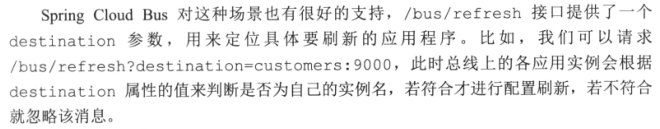 Spring Cloud Bus 对这种场景也有很好的支持，/bus/refresh 接口提供了一个
destination 参数，用来定位具体要刷新的应用程序。比如，我们可以请求
/bus/refresh?destination=customers:9000，此时总线上的各应用实例会根据
destination 属性的值来判断是否为自己的实例名，若符合才进行配置刷新，若不符合
就忽略该消息。